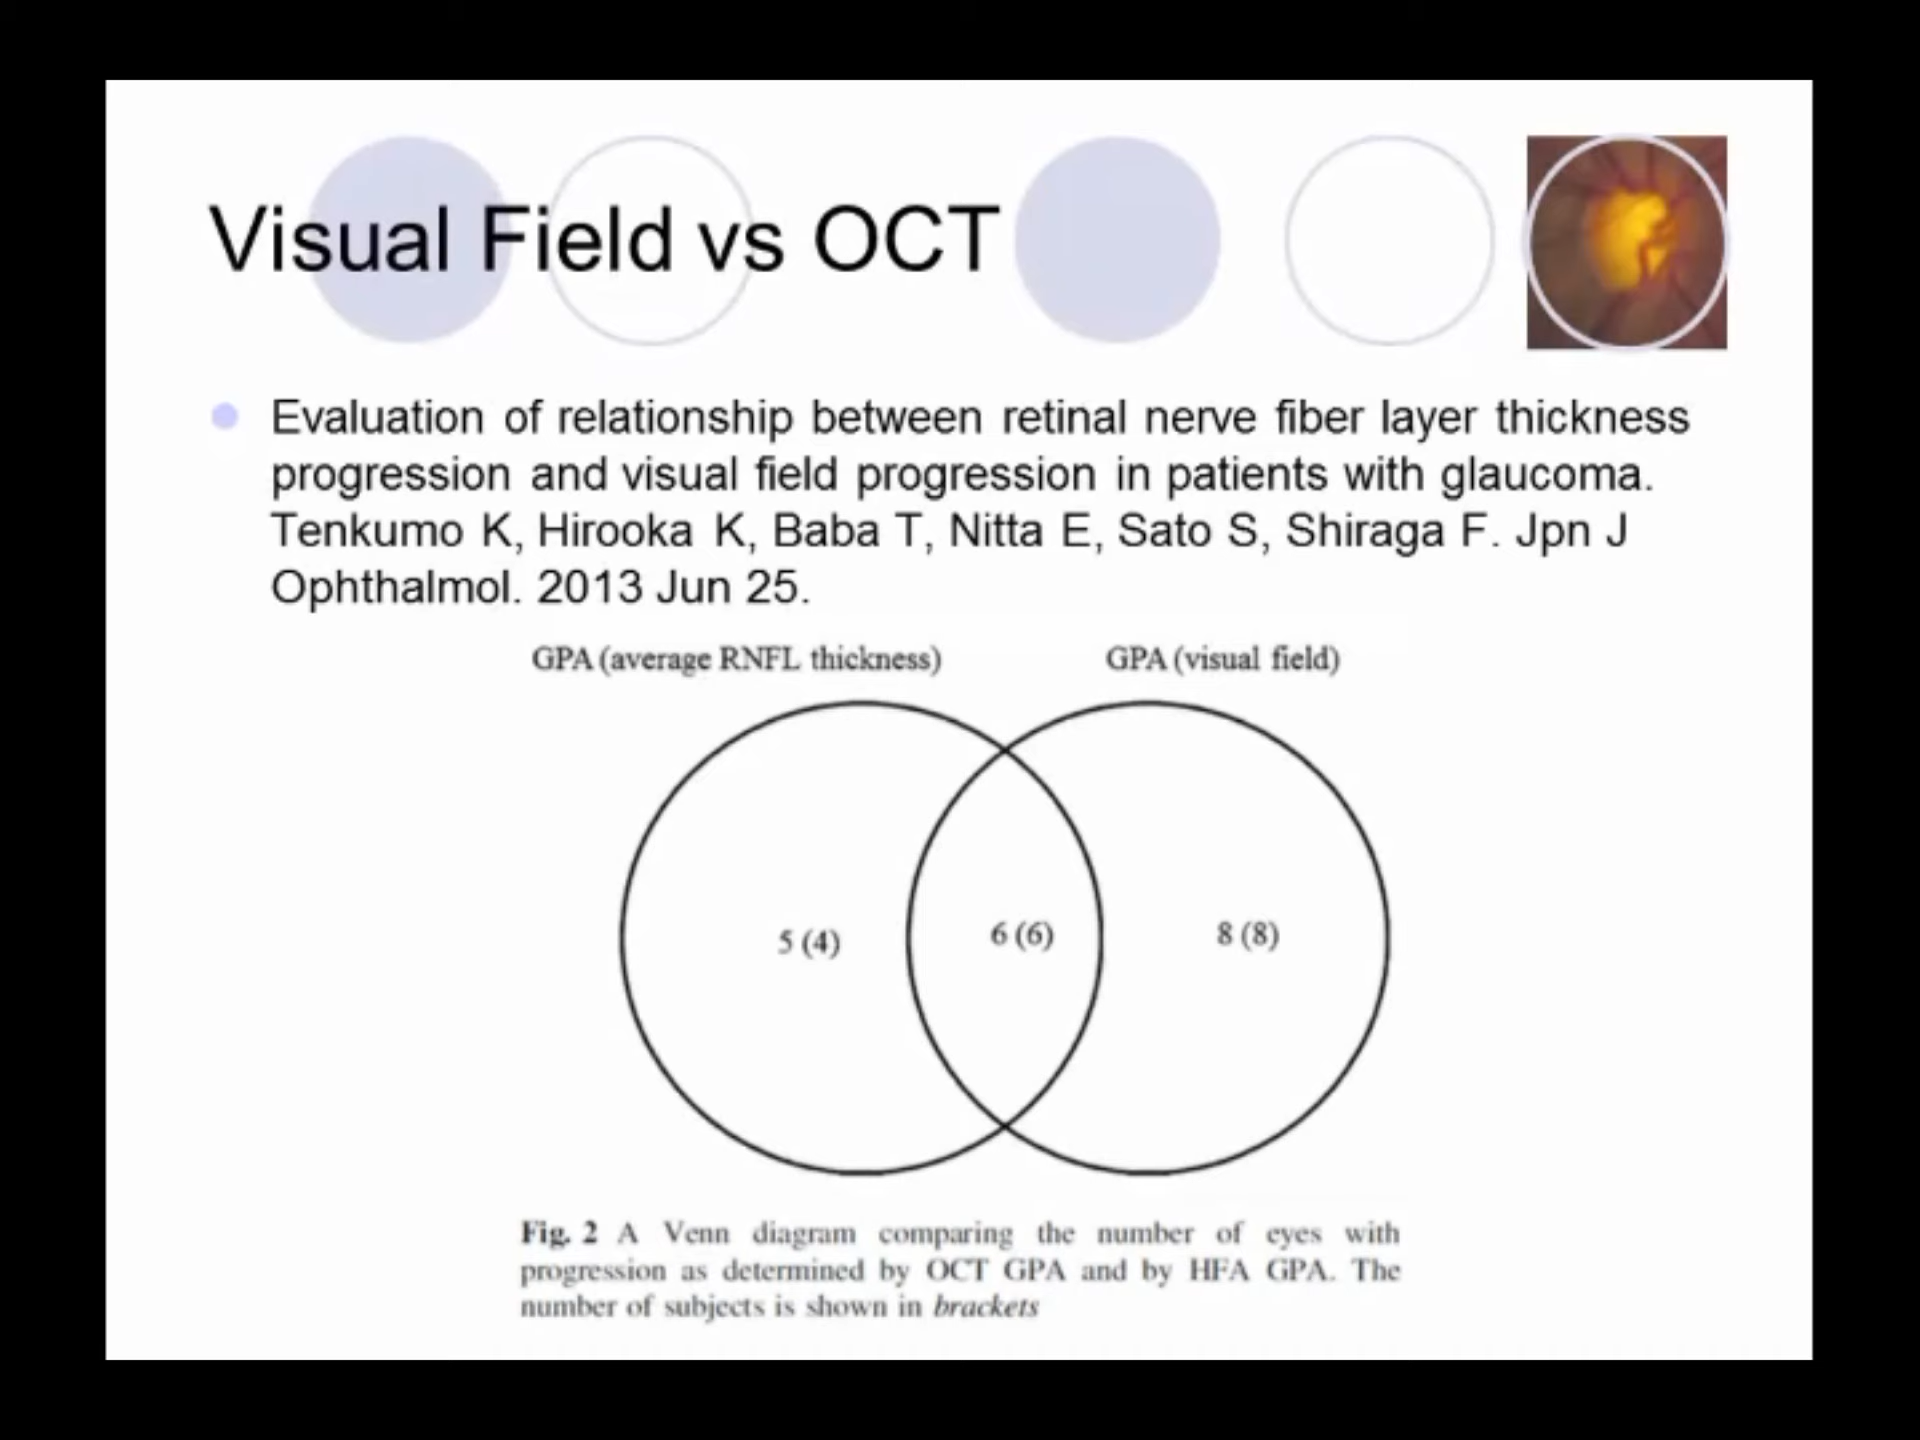 Visual Field vs OCT
Evaluation of relationship between retinal nerve fiber layer thickness
progression and visual field progression in patients with glaucoma.
Tenkumo K, Hirooka K, Baba T, Nitta E, Sato S, Shiraga F. Jpn J
Ophthalmol. 2013 Jun 25.
GPA (average RNFL thickness)
GPA (visual field)
5 (4)
6 (6)
8 (8)
Fig. 2 A Venn diagram comparing the number of eyes with
progression as determined by OCT GPA and by HFA GPA. The
number of subjects is shown in brackets